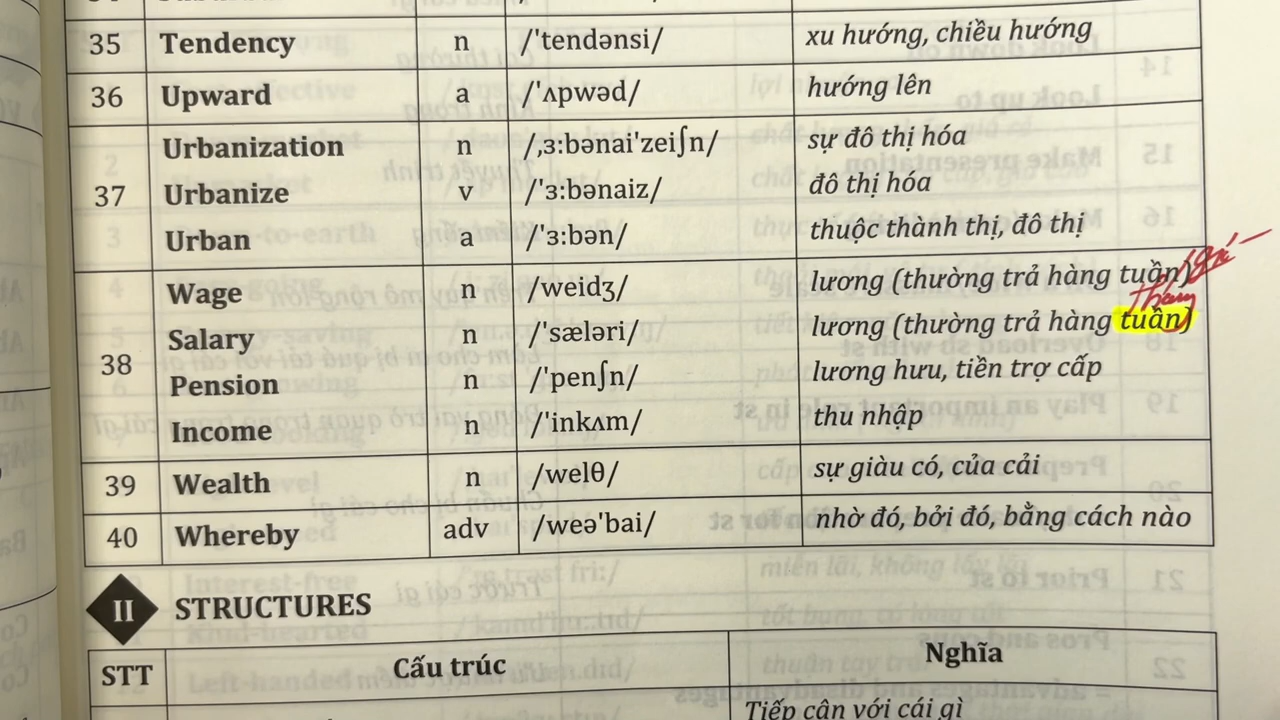 35 Tendency n /'tendənsi/ xu hướng, chiều hướng
36 Upward a /'ʌpwəd/ hướng lên
Urbanization n /,ɜ:bənai'zei∫n/ sự đô thị hóa
37 Urbanize v /'ɜ:bənaiz/ đô thị hóa
Urban a /'ɜ:bən/ thuộc thành thị, đô thị
Wage n /weidʒ/ lương (thường trả hàng tuần)
tháng
Salary n /'sæləri/ lương (thường trả hàng tuần)
38
Pension n /'pen∫n/ lương hưu, tiền trợ cấp
Income n /'inkʌm/ thu nhập
39 Wealth n /welθ/ sự giàu có, của cải
40 Whereby adv /weə'bai/ nhờ đó, bởi đó, bằng cách nào
II STRUCTURES
STT Cấu trúc Nghĩa
Tiếp cận với cái gì